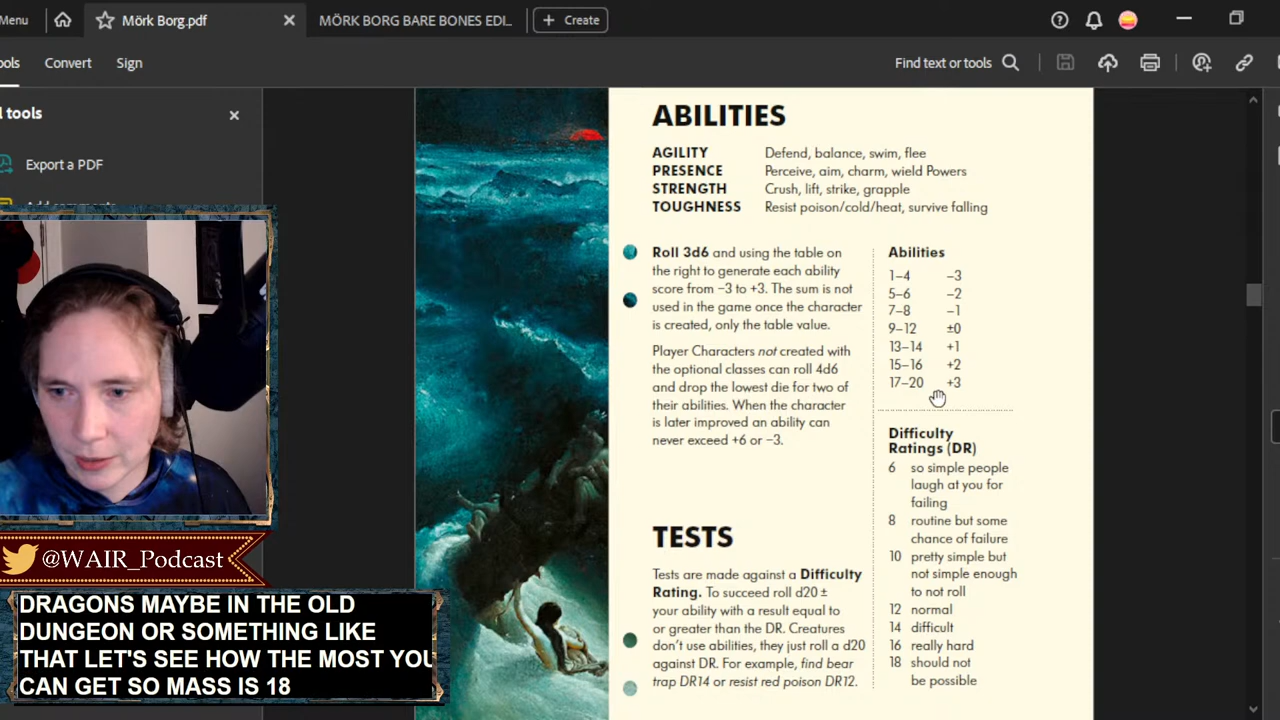 Menu
Mörk Borg.pdf
MÖRK BORG BARE BONES EDI...
Create
ols
Convert
Sign
Find text or tools
l tools
Export a PDF
ABILITIES
AGILITY Defend, balance, swim, flee
PRESENCE Perceive, aim, charm, wield Powers
STRENGTH Crush, lift, strike, grapple
TOUGHNESS Resist poison/cold/heat, survive falling
Roll 3d6 and using the table on
the right to generate each ability
score from –3 to +3. The sum is not
used in the game once the character
is created, only the table value.
Player Characters not created with
the optional classes can roll 4d6
and drop the lowest die for two of
their abilities. When the character
is later improved an ability can
never exceed +6 or –3.
Abilities
1–4 –3
5–6 –2
7–8 –1
9–12 ±0
13–14 +1
15–16 +2
17–20 +3
Difficulty
Ratings (DR)
6 so simple people
laugh at you for
failing
8 routine but some
chance of failure
10 pretty simple but
not simple enough
to not roll
12 normal
14 difficult
16 really hard
18 should not
be possible
TESTS
Tests are made against a Difficulty
Rating. To succeed roll d20 ±
your ability with a result equal to
or greater than the DR. Creatures
don't use abilities, they just roll a d20
against DR. For example, find bear
trap DR14 or resist red poison DR12.
@WAIR_Podcast
DRAGONS MAYBE IN THE OLD
DUNGEON OR SOMETHING LIKE
THAT LET'S SEE HOW THE MOST YOU
CAN GET SO MASS IS 18